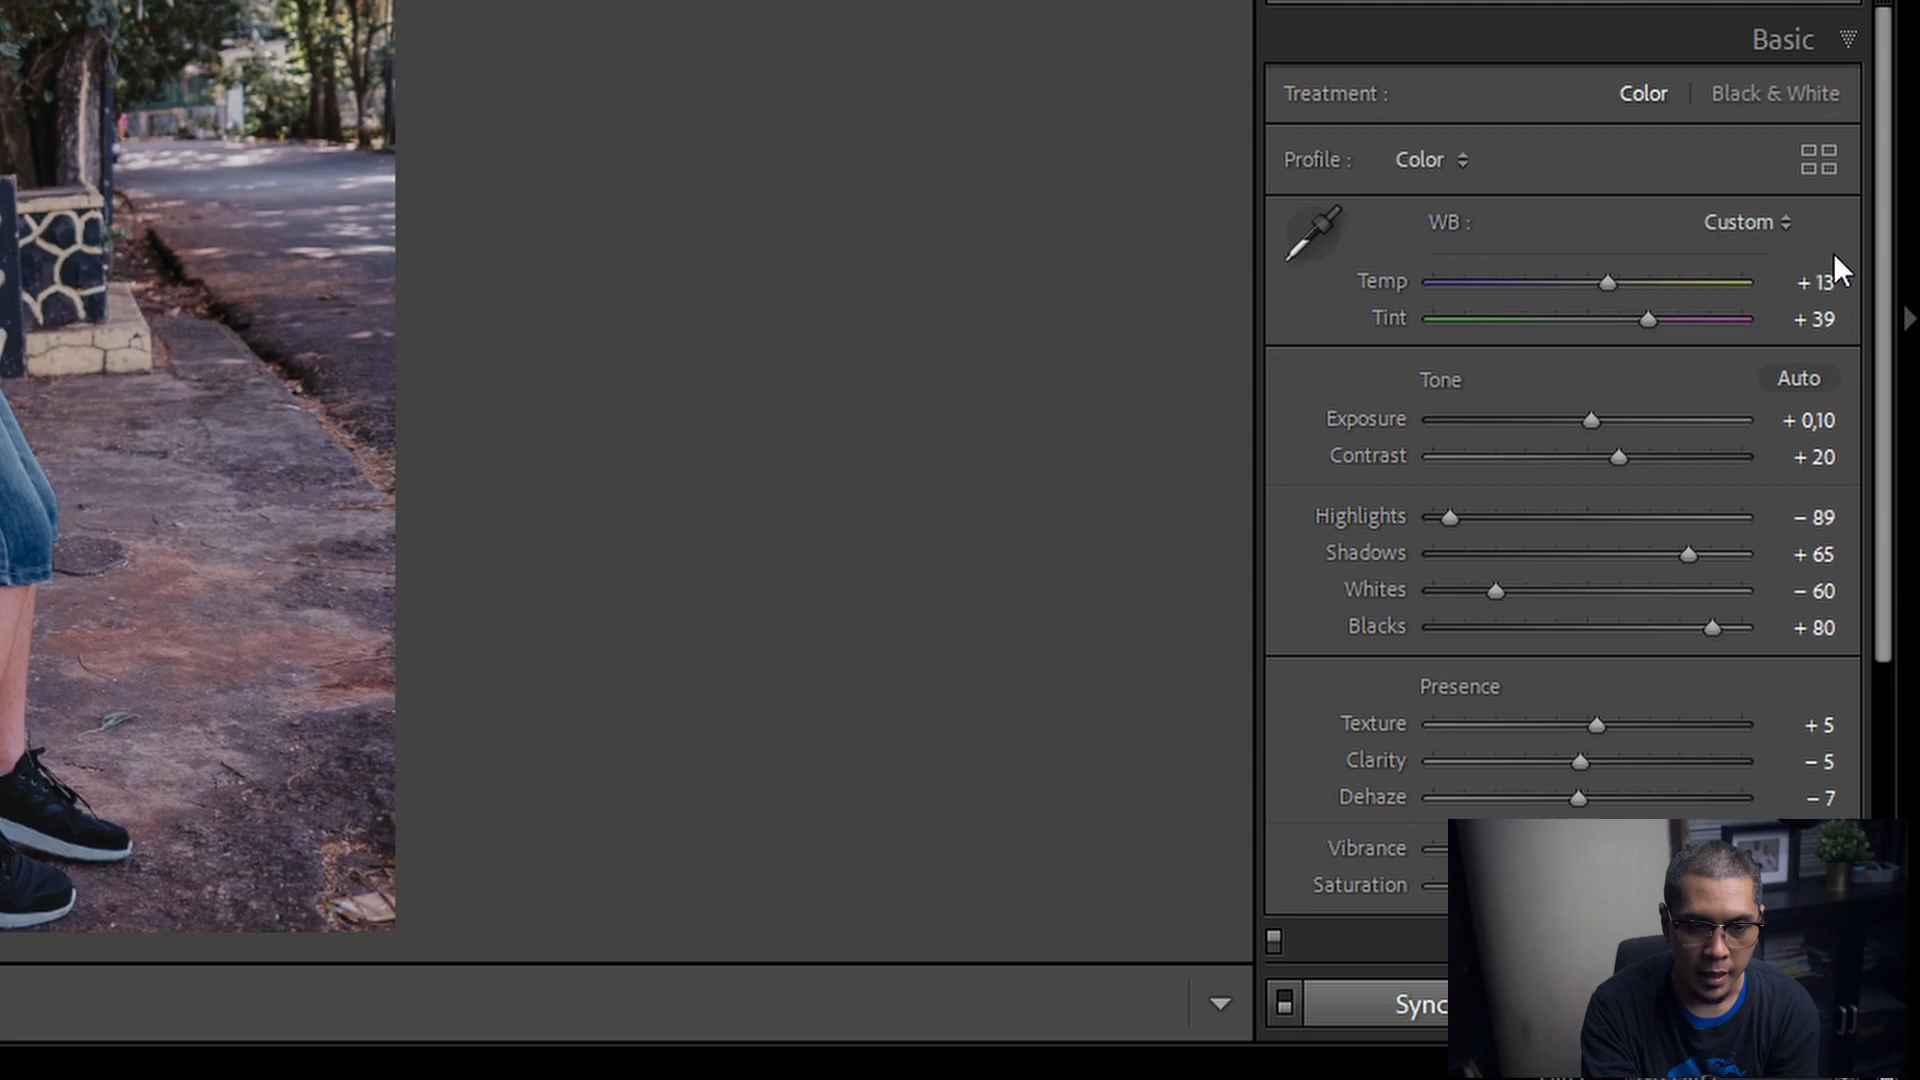 Basic
Treatment : Color | Black & White
Profile : Color
WB : Custom
Temp + 13
Tint + 39
Tone Auto
Exposure + 0,10
Contrast + 20
Highlights − 89
Shadows + 65
Whites − 60
Blacks + 80
Presence
Texture + 5
Clarity − 5
Dehaze − 7
Vibrance
Saturation
Sync